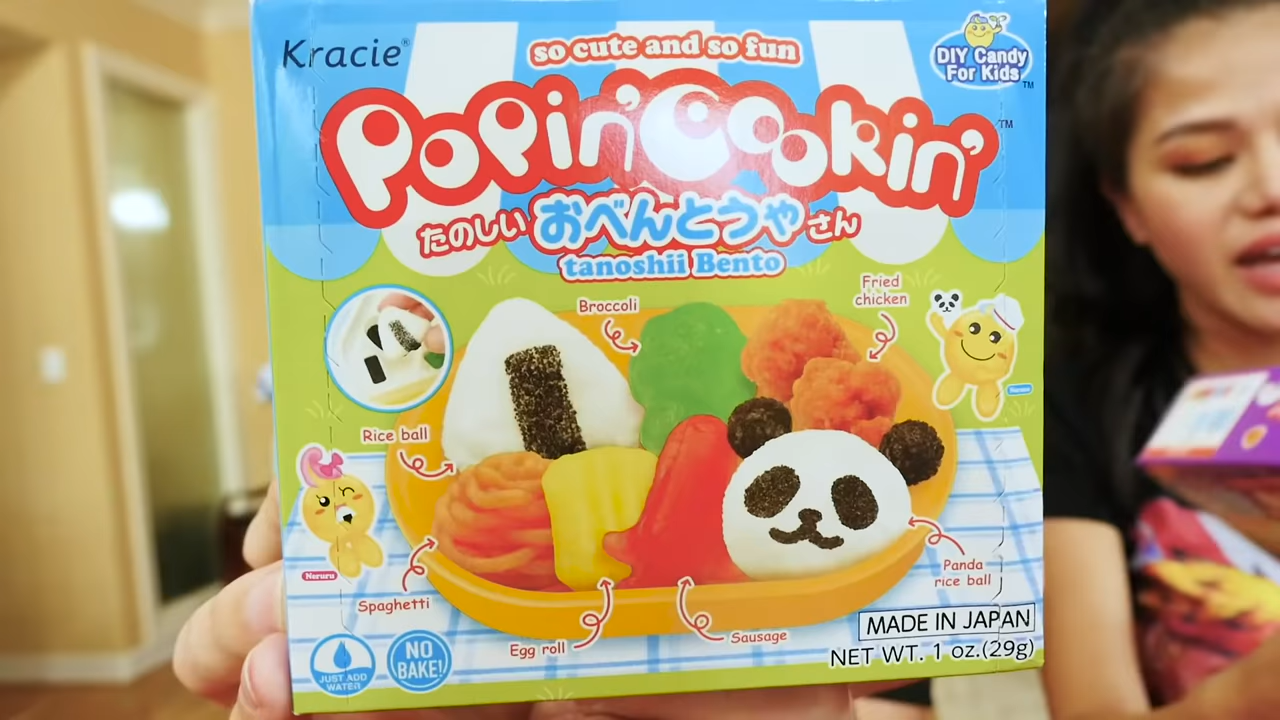 Kracie®
so cute and so fun
DIY Candy
For Kids
TM
Popin' Cookin'
TM
たのしい おべんとうやさん
tanoshii Bento
Broccoli
Fried
chicken
Rice ball
Neruru
Spaghetti
Egg roll
Sausage
Panda
rice ball
JUST ADD
WATER
NO
BAKE!
MADE IN JAPAN
NET WT. 1 oz.(29g)